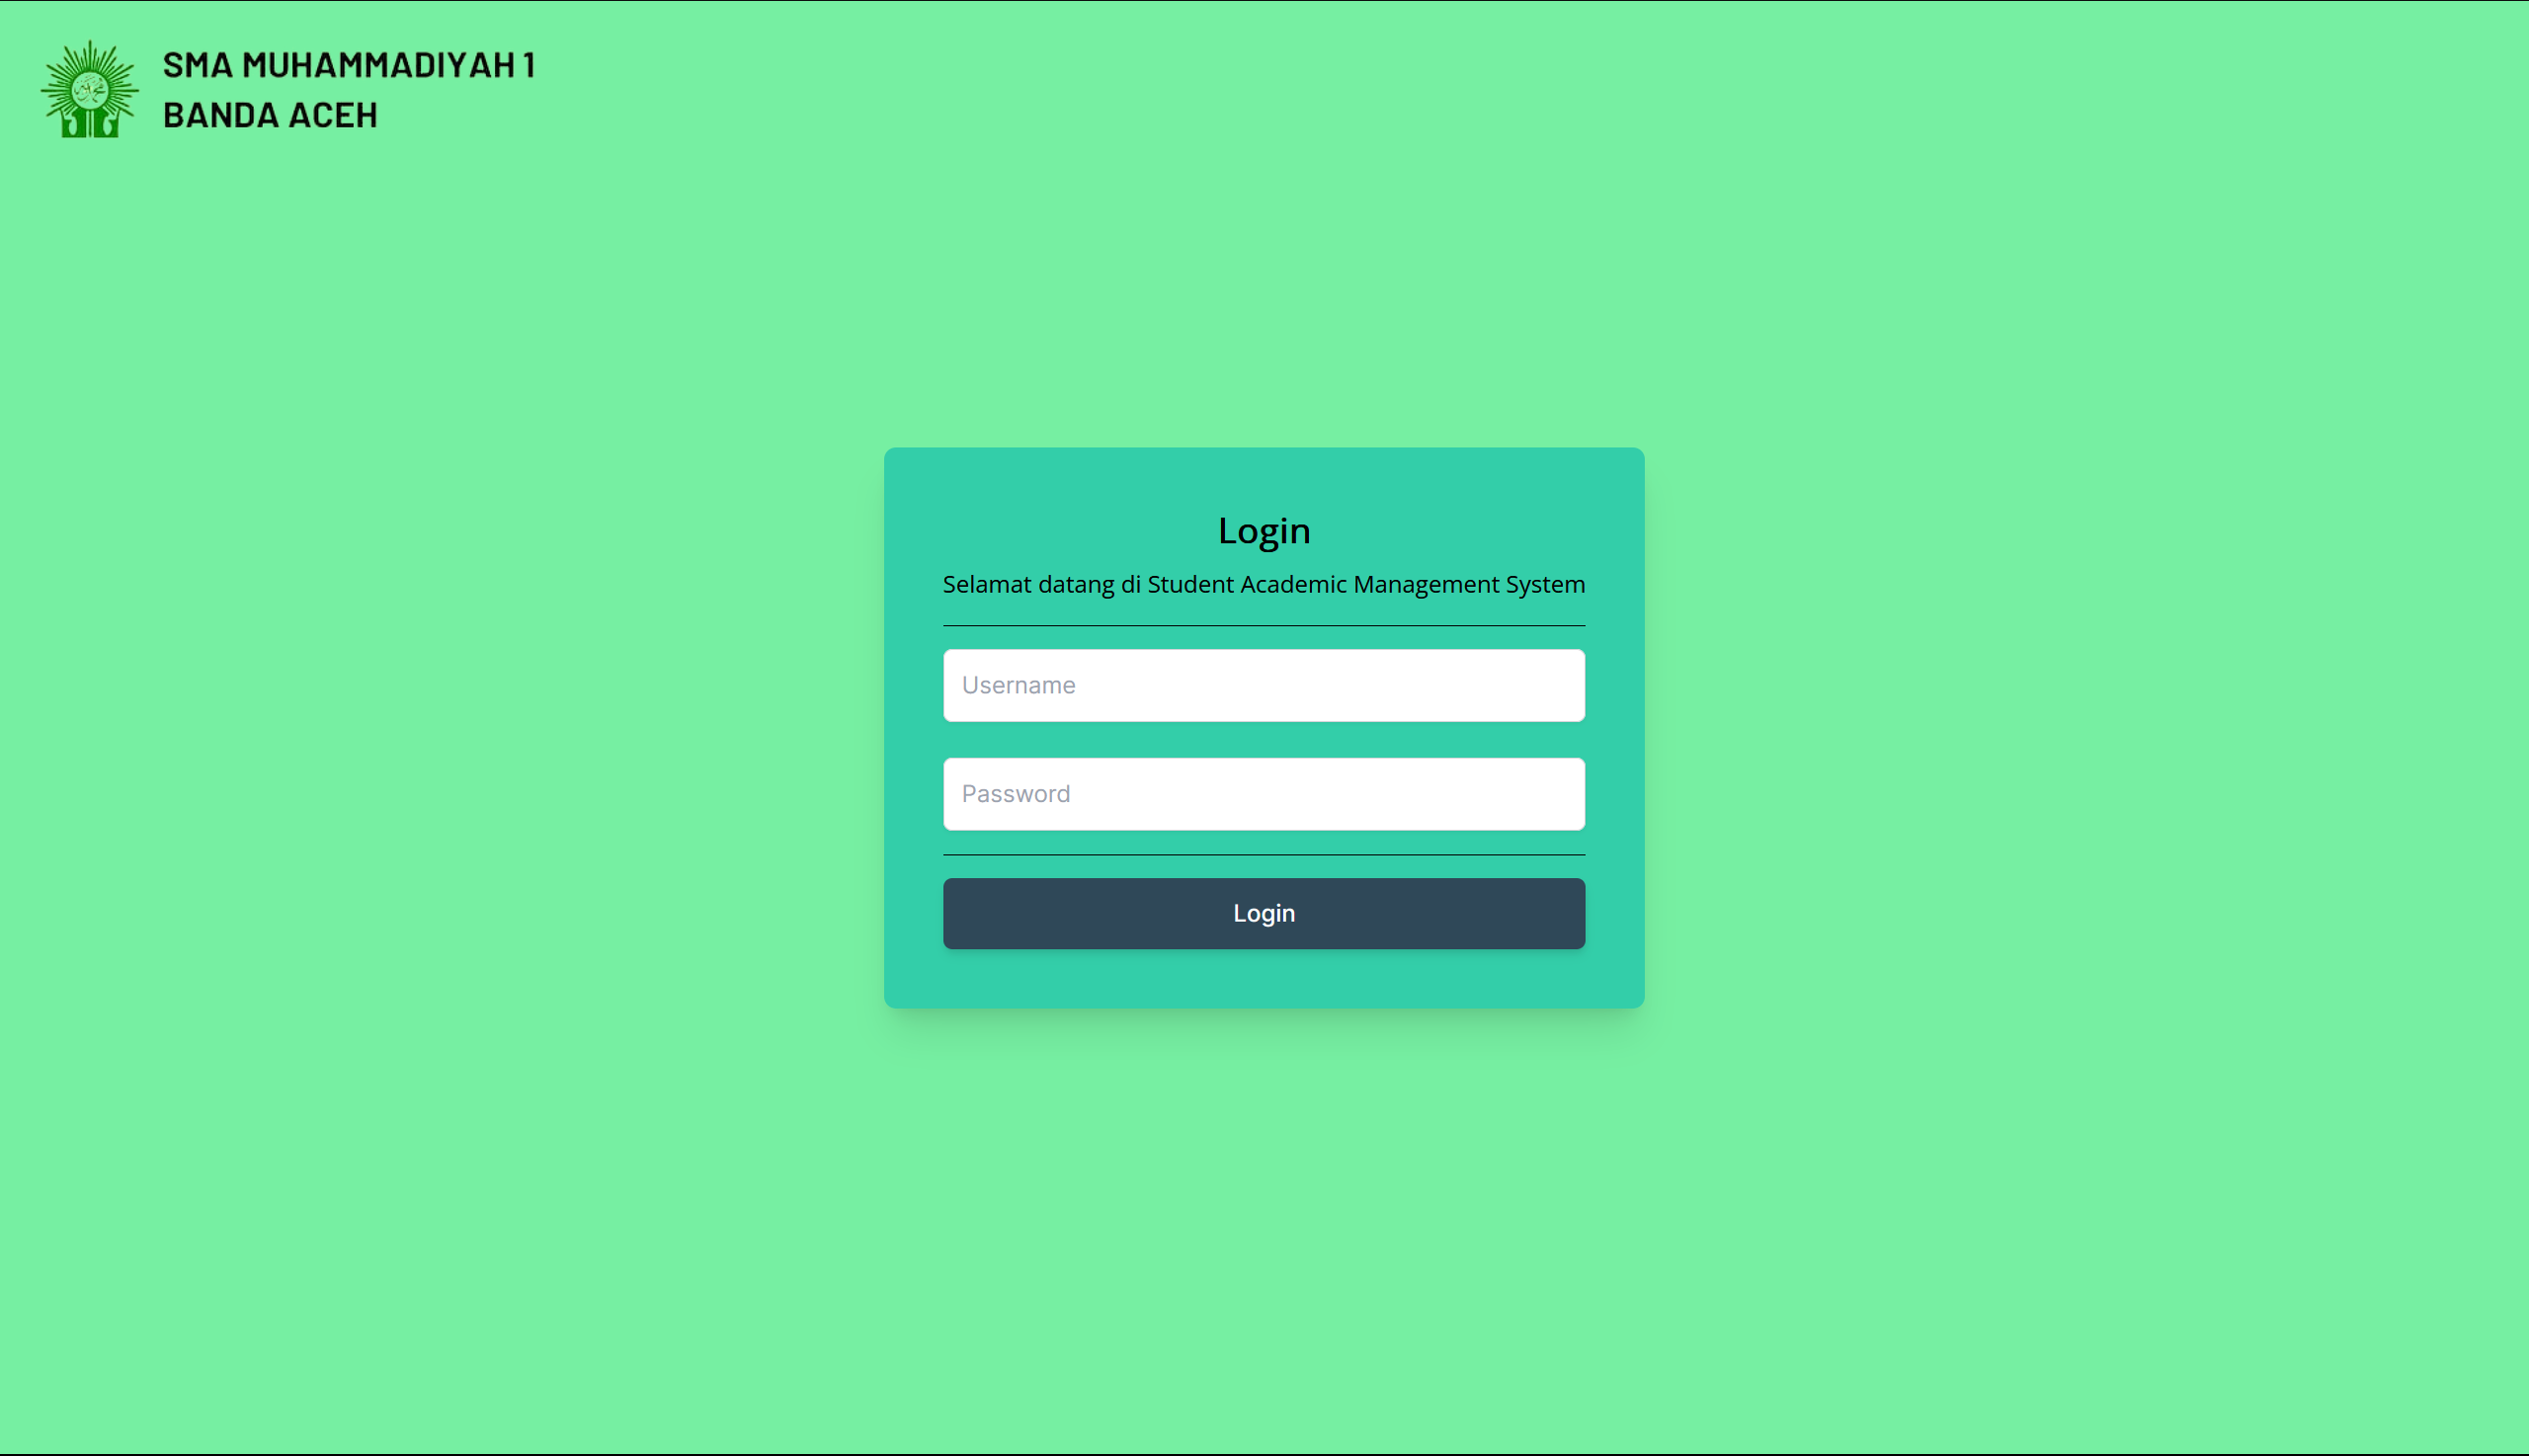 SMA MUHAMMADIYAH 1
BANDA ACEH
Login
Selamat datang di Student Academic Management System
Username
Password
Login